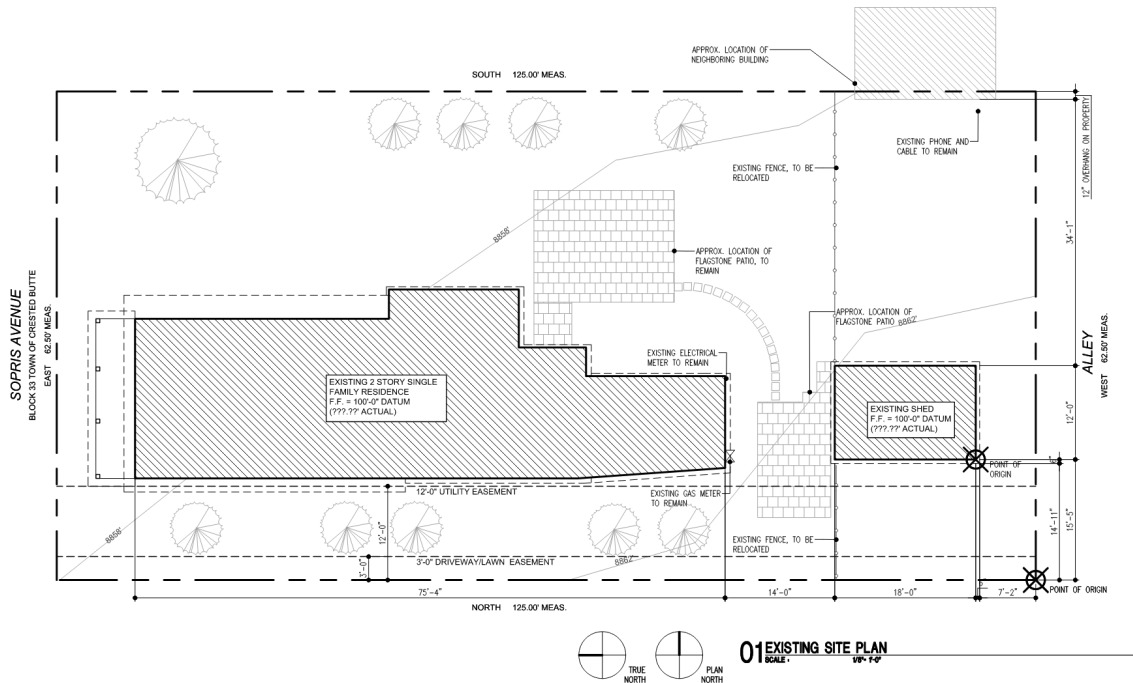 APPROX. LOCATION OF
NEIGHBORING BUILDING
SOUTH 125.00' MEAS.
EXISTING PHONE AND
CABLE TO REMAIN
12" OVERHANG ON PROPERTY
EXISTING FENCE, TO BE
RELOCATED
8858'
34'-1"
APPROX. LOCATION OF
FLAGSTONE PATIO, TO
REMAIN
SOPRIS AVENUE
BLOCK 33 TOWN OF CRESTED BUTTE
EAST 62.50' MEAS.
APPROX. LOCATION OF
FLAGSTONE PATIO
8862'
ALLEY
WEST 62.50' MEAS.
EXISTING ELECTRICAL
METER TO REMAIN
EXISTING 2 STORY SINGLE
FAMILY RESIDENCE
F.F. = 100'-0" DATUM
(???.??' ACTUAL)
EXISTING SHED
F.F. = 100'-0" DATUM
(???.??' ACTUAL)
12'-0"
POINT OF
ORIGIN
12'-0" UTILITY EASEMENT
EXISTING GAS METER
TO REMAIN
14'-11"
15'-5"
8858'
12'-0"
EXISTING FENCE, TO BE
RELOCATED
3'-0"
3'-0" DRIVEWAY/LAWN EASEMENT
8862'
75'-4"
14'-0"
18'-0"
7'-2"
POINT OF ORIGIN
NORTH 125.00' MEAS.
TRUE
NORTH
PLAN
NORTH
01 EXISTING SITE PLAN
SCALE : 1/8"= 1'-0"